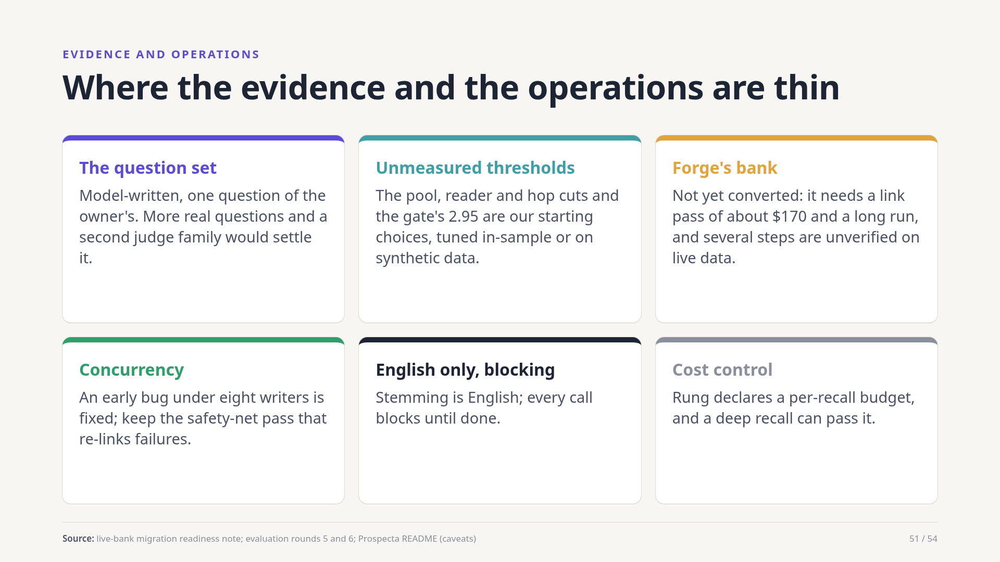 EVIDENCE AND OPERATIONS
Where the evidence and the operations are thin
The question set
Model-written, one question of the
owner's. More real questions and a
second judge family would settle
it.
Unmeasured thresholds
The pool, reader and hop cuts and
the gate's 2.95 are our starting
choices, tuned in-sample or on
synthetic data.
Forge's bank
Not yet converted: it needs a link
pass of about $170 and a long run,
and several steps are unverified on
live data.
Concurrency
An early bug under eight writers is
fixed; keep the safety-net pass that
re-links failures.
English only, blocking
Stemming is English; every call
blocks until done.
Cost control
Rung declares a per-recall budget,
and a deep recall can pass it.
Source: live-bank migration readiness note; evaluation rounds 5 and 6; Prospecta README (caveats)
51 / 54